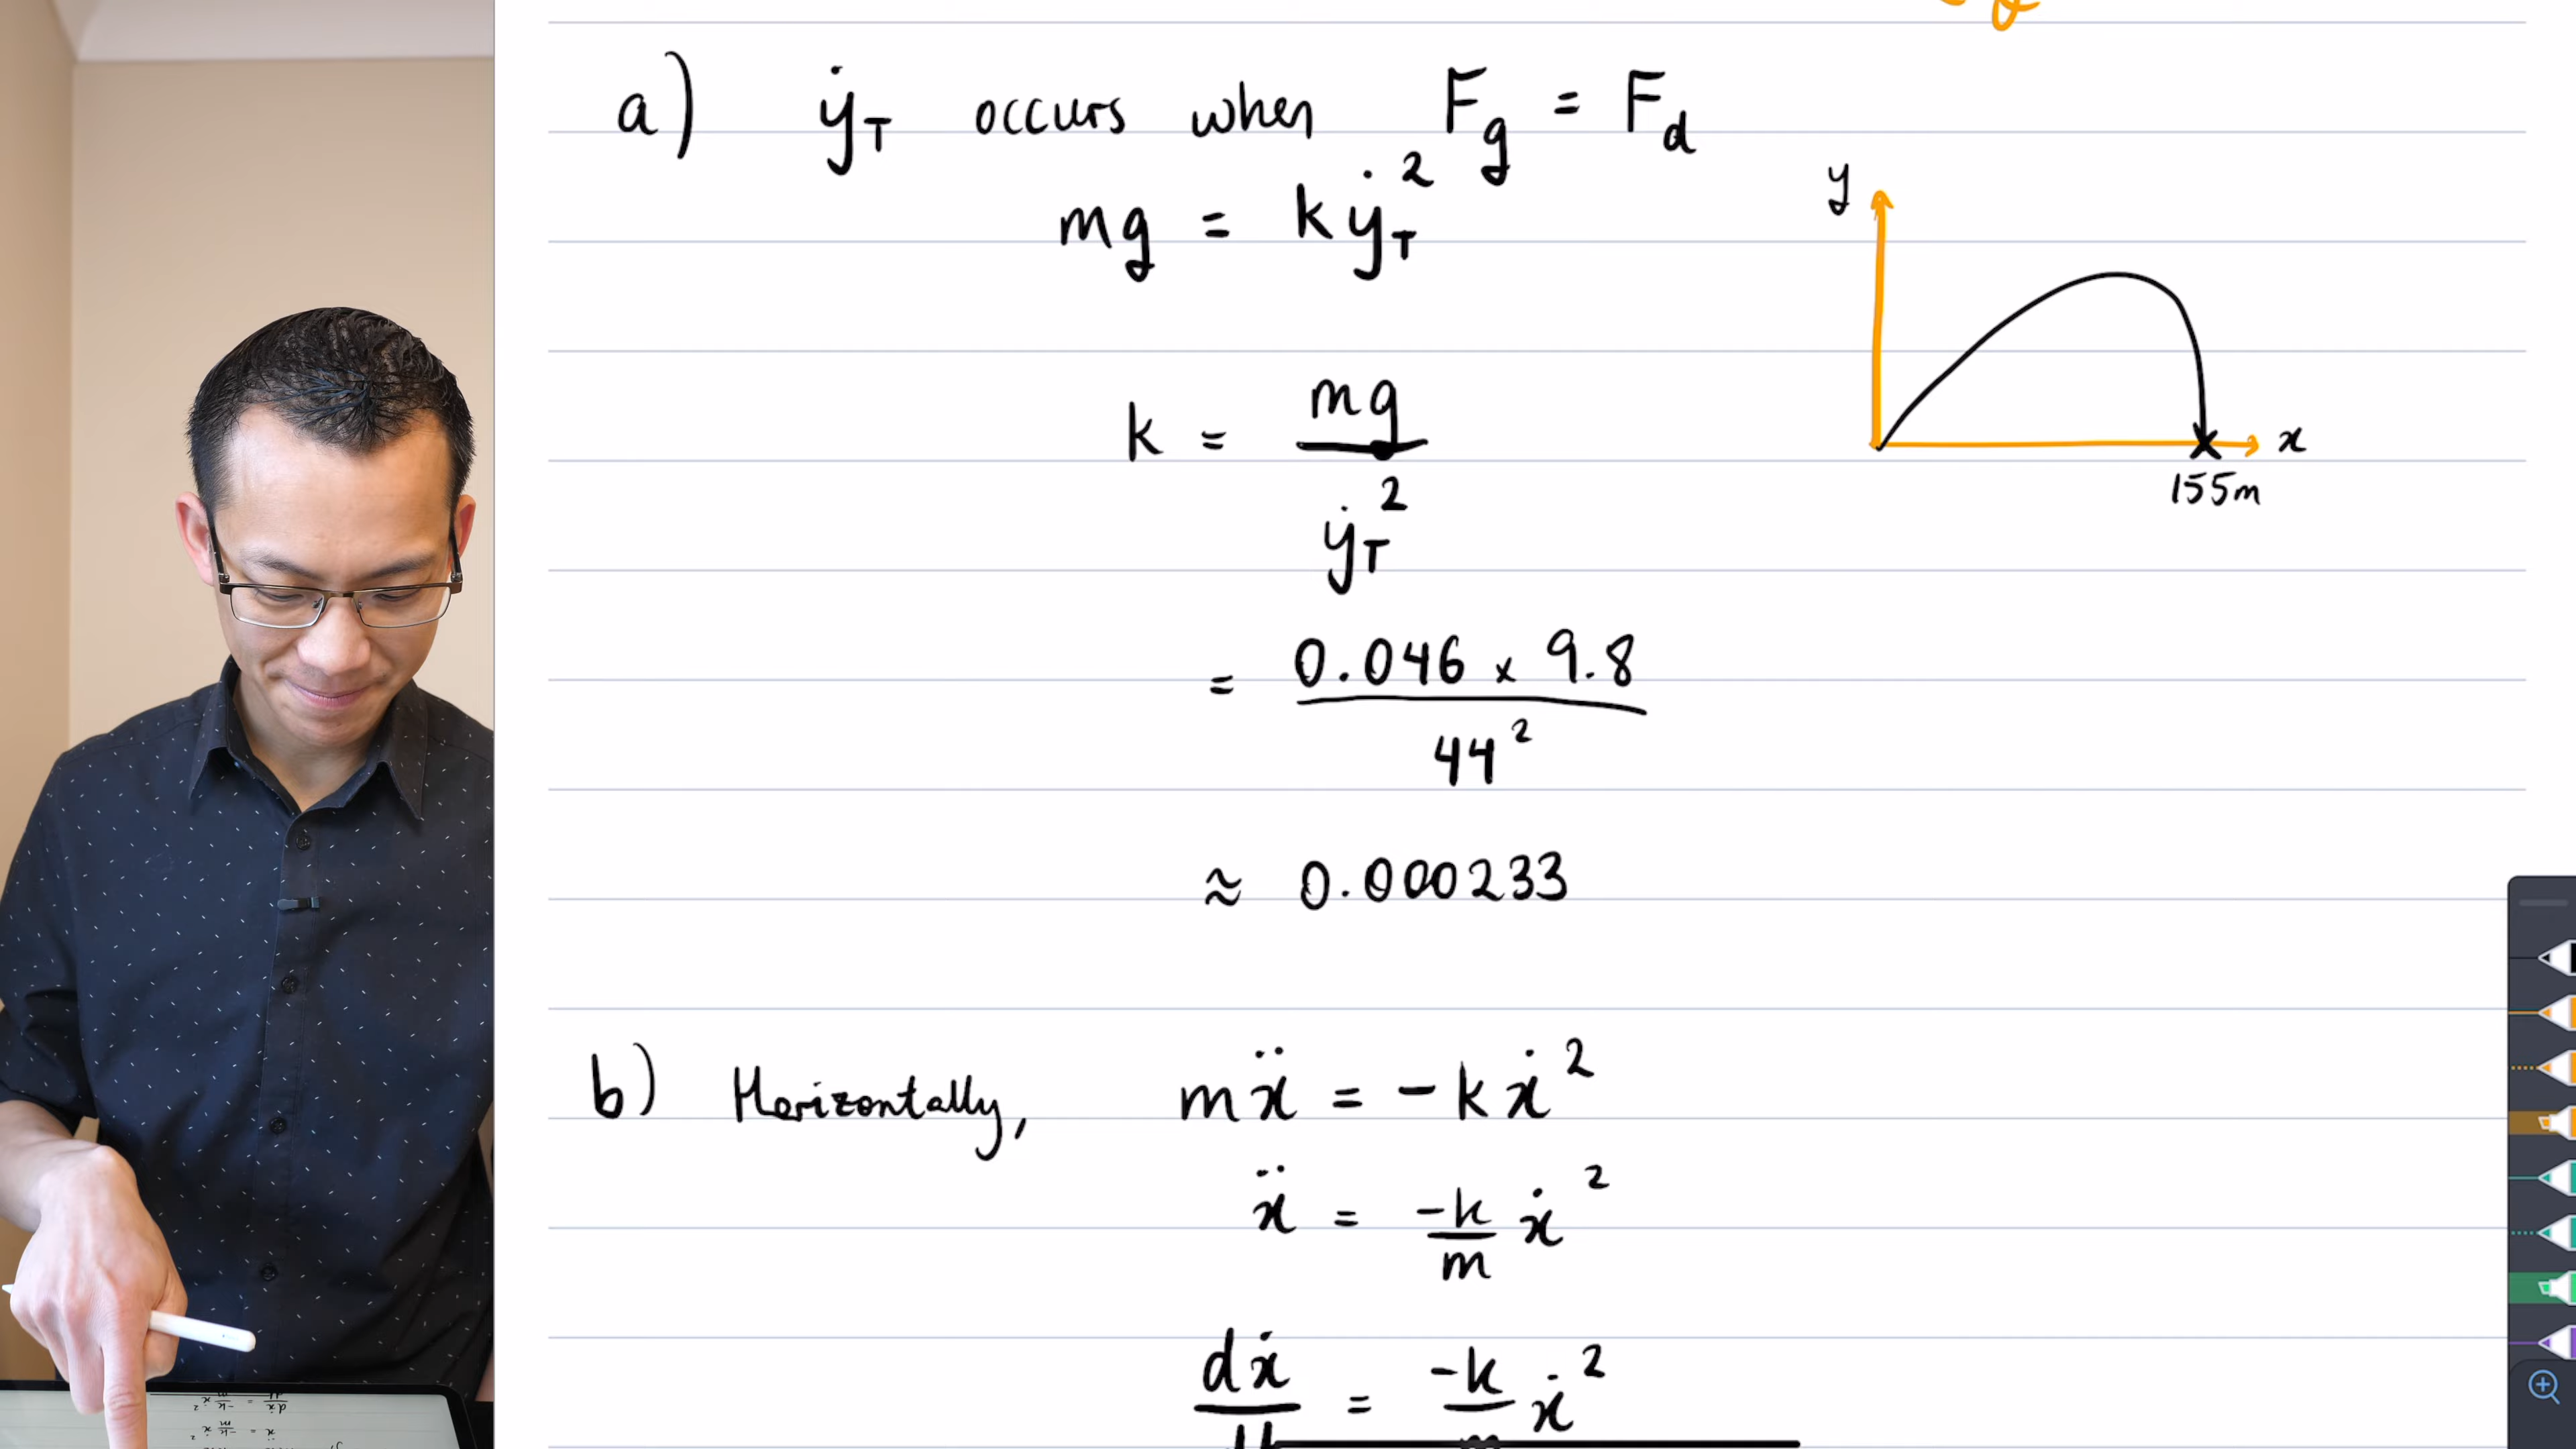 a) ẏ_T occurs when F_g = F_d
mg = kẏ_T²
y
k = mg / ẏ_T²
x
155m
= 0.046 × 9.8 / 44²
≈ 0.000233
b) Horizontally, mẍ = -kẋ²
ẍ = -k/m ẋ²
dẋ = -k ẋ²